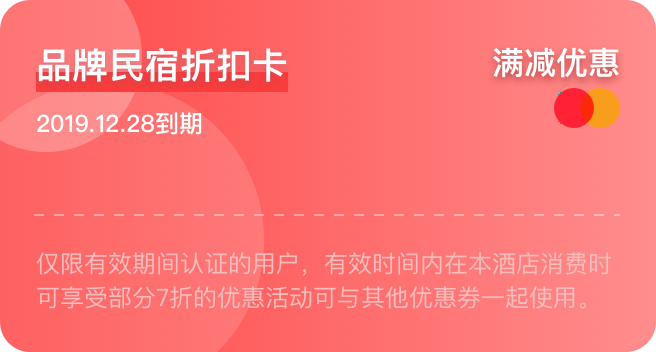 品牌民宿折扣卡
满减优惠
2019.12.28到期
仅限有效期间认证的用户，有效时间内在本酒店消费时
可享受部分7折的优惠活动可与其他优惠券一起使用。